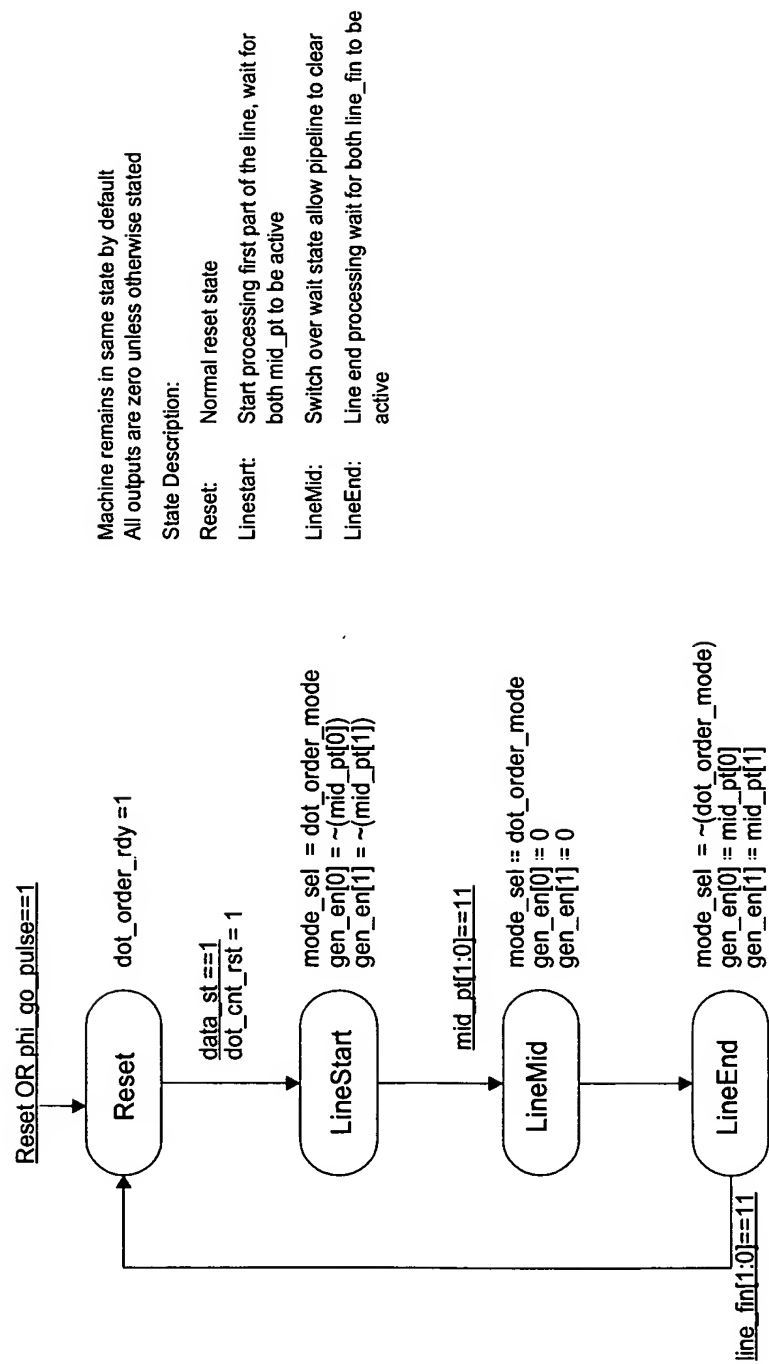 Reset OR phi_go_pulse==1
Reset
dot_order_rdy =1
data_st ==1
dot_cnt_rst = 1
LineStart
mode_sel = dot_order_mode
gen_en[0] = ~(mid_pt[0])
gen_en[1] = ~(mid_pt[1])
mid_pt[1:0]==11
LineMid
mode_sel = dot_order_mode
gen_en[0] = 0
gen_en[1] = 0
LineEnd
mode_sel = ~(dot_order_mode)
gen_en[0] = mid_pt[0]
gen_en[1] = mid_pt[1]
line_fin[1:0]==11
Machine remains in same state by default
All outputs are zero unless otherwise stated
State Description:
Reset: Normal reset state
Linestart: Start processing first part of the line, wait for
both mid_pt to be active
LineMid: Switch over wait state allow pipeline to clear
LineEnd: Line end processing wait for both line_fin to be
active